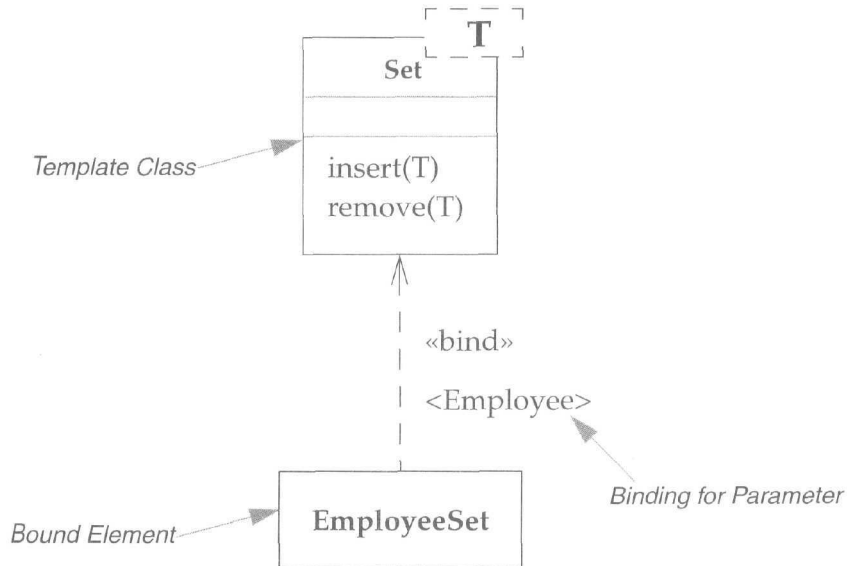 T
Set
Template Class
insert(T)
remove(T)
«bind»
<Employee>
Binding for Parameter
Bound Element
EmployeeSet